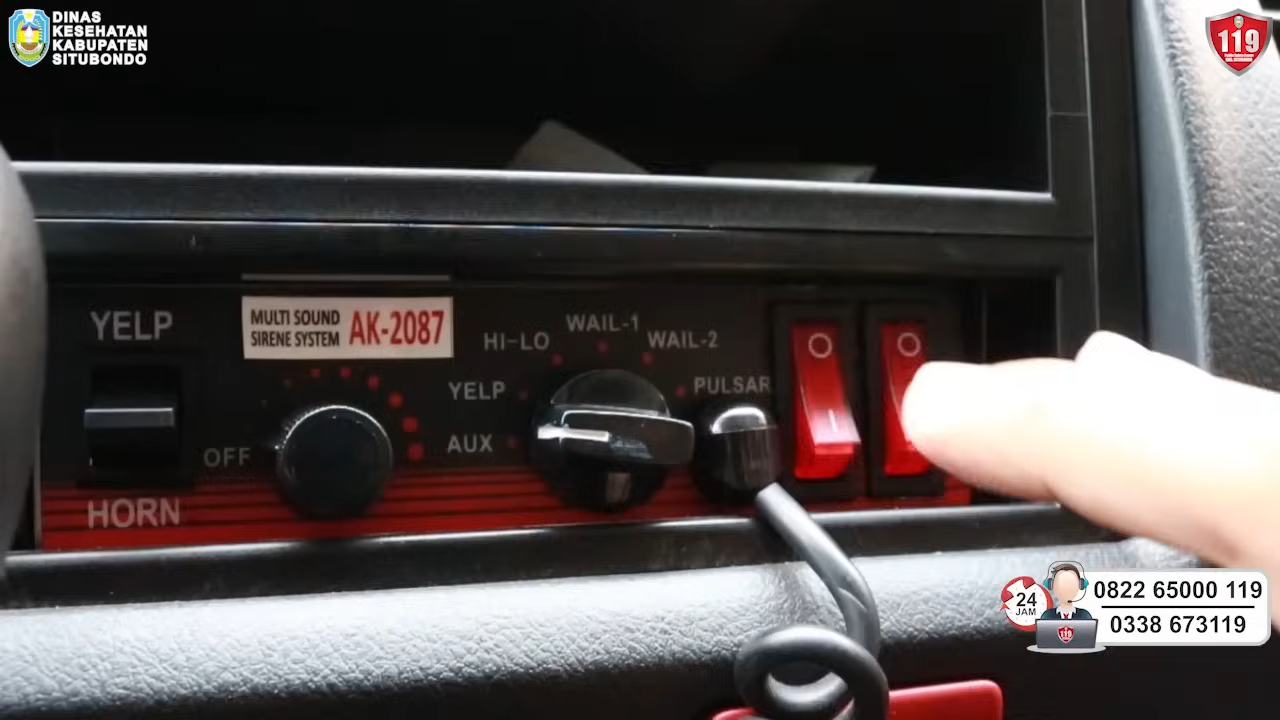 DINAS
KESEHATAN
KABUPATEN
SITUBONDO
119
YELP
HORN
MULTI SOUND
SIRENE SYSTEM
AK-2087
OFF
AUX
YELP
HI-LO
WAIL-1
WAIL-2
PULSAR
24
JAM
119
0822 65000 119
0338 673119